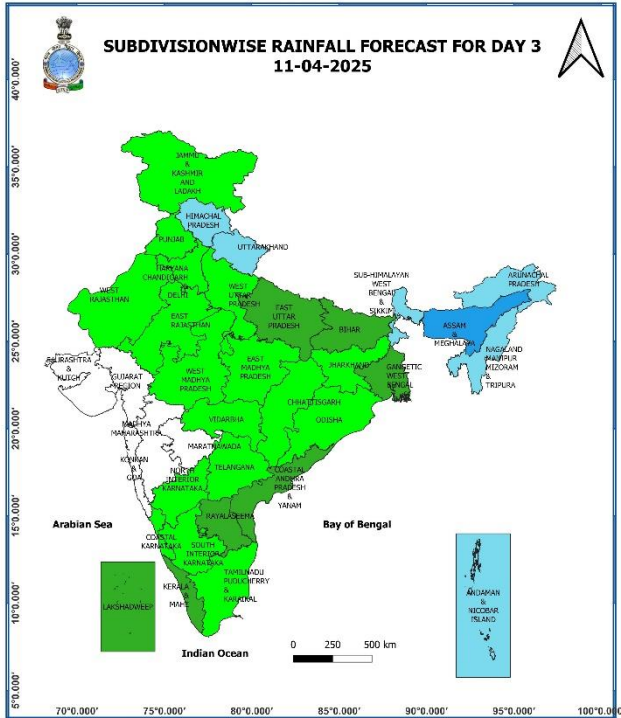 SUBDIVISIONWISE RAINFALL FORECAST FOR DAY 3
11-04-2025
40°0.000'
35°0.000'
30°0.000'
25°0.000'
20°0.000'
15°0.000'
10°0.000'
5°0.000'
JAMMU
&
KASHMIR
AND
LADAKH
HIMACHAL
PRADESH
PUNJAB
UTTARAKHAND
HARYANA
CHANDIGARH
&
DELHI
WEST
RAJASTHAN
WEST
UTTAR
PRADESH
EAST
RAJASTHAN
EAST
UTTAR
PRADESH
BIHAR
SUB-HIMALAYAN
WEST
BENGAL
&
SIKKIM
ARUNACHAL
PRADESH
ASSAM
&
MEGHALAYA
NAGALAND
MANIPUR
MIZORAM
&
TRIPURA
SAURASHTRA
&
KUTCH
GUJARAT
REGION
WEST
MADHYA
PRADESH
EAST
MADHYA
PRADESH
JHARKHAND
GANGETIC
WEST
BENGAL
CHHATTISGARH
ODISHA
MADHYA
MAHARASHTRA
VIDARBHA
MARATHAWADA
KONKAN
&
GOA
TELANGANA
NORTH
INTERIOR
KARNATAKA
COASTAL
ANDHRA
PRADESH
&
YANAM
RAYALASEEMA
COASTAL
KARNATAKA
SOUTH
INTERIOR
KARNATAKA
TAMILNADU
PUDUCHERRY
&
KARAIKAL
KERALA
&
MAHE
LAKSHADWEEP
ANDAMAN
&
NICOBAR
ISLAND
Arabian Sea
Bay of Bengal
Indian Ocean
0 250 500 km
70°0.000' 75°0.000' 80°0.000' 85°0.000' 90°0.000' 95°0.000' 100°0.000'